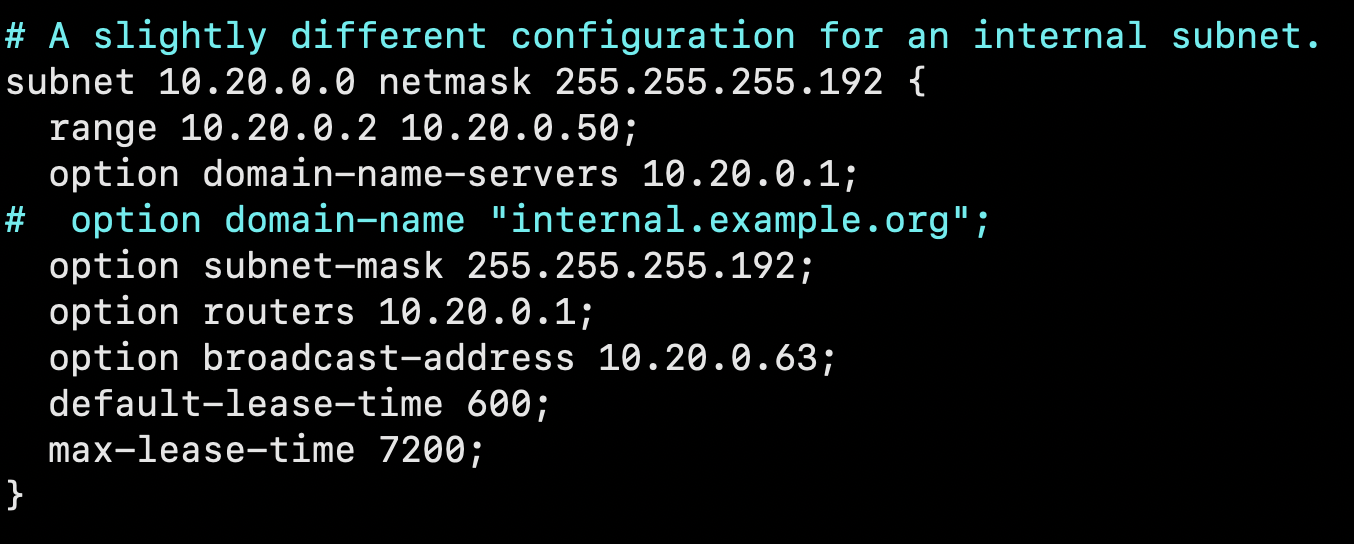 # A slightly different configuration for an internal subnet.
subnet 10.20.0.0 netmask 255.255.255.192 {
  range 10.20.0.2 10.20.0.50;
  option domain-name-servers 10.20.0.1;
#  option domain-name "internal.example.org";
  option subnet-mask 255.255.255.192;
  option routers 10.20.0.1;
  option broadcast-address 10.20.0.63;
  default-lease-time 600;
  max-lease-time 7200;
}